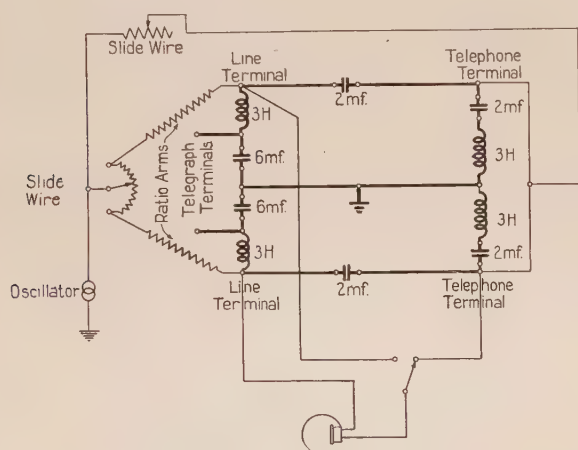 Slide Wire
Line
Terminal
2mf.
Telephone
Terminal
3H
2mf.
Ratio Arms
Telegraph
Terminals
6mf.
3H
Slide
Wire
6mf.
3H
3H
2mf.
Oscillator
Line
Terminal
2mf.
Telephone
Terminal